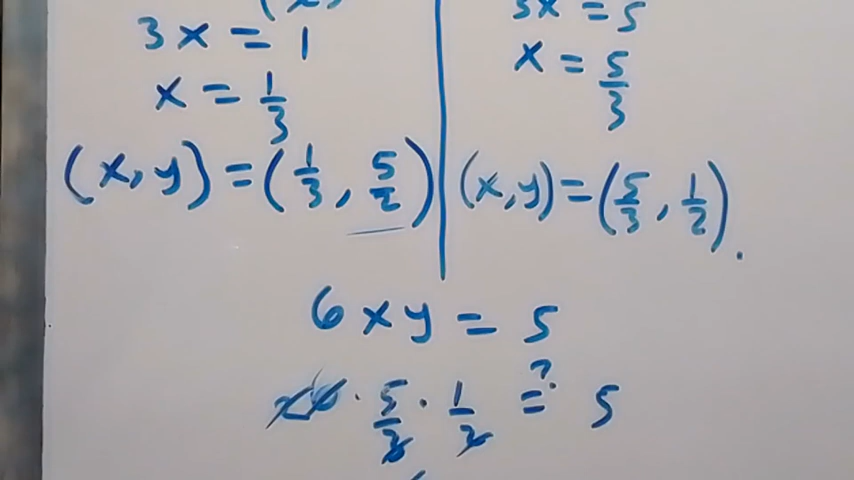 3x = 1
x = 1/3
(x, y) = (1/3, 5/2)
3x = 5
x = 5/3
(x, y) = (5/3, 1/2).
6xy = 5
6 · 5/3 · 1/2 =? 5